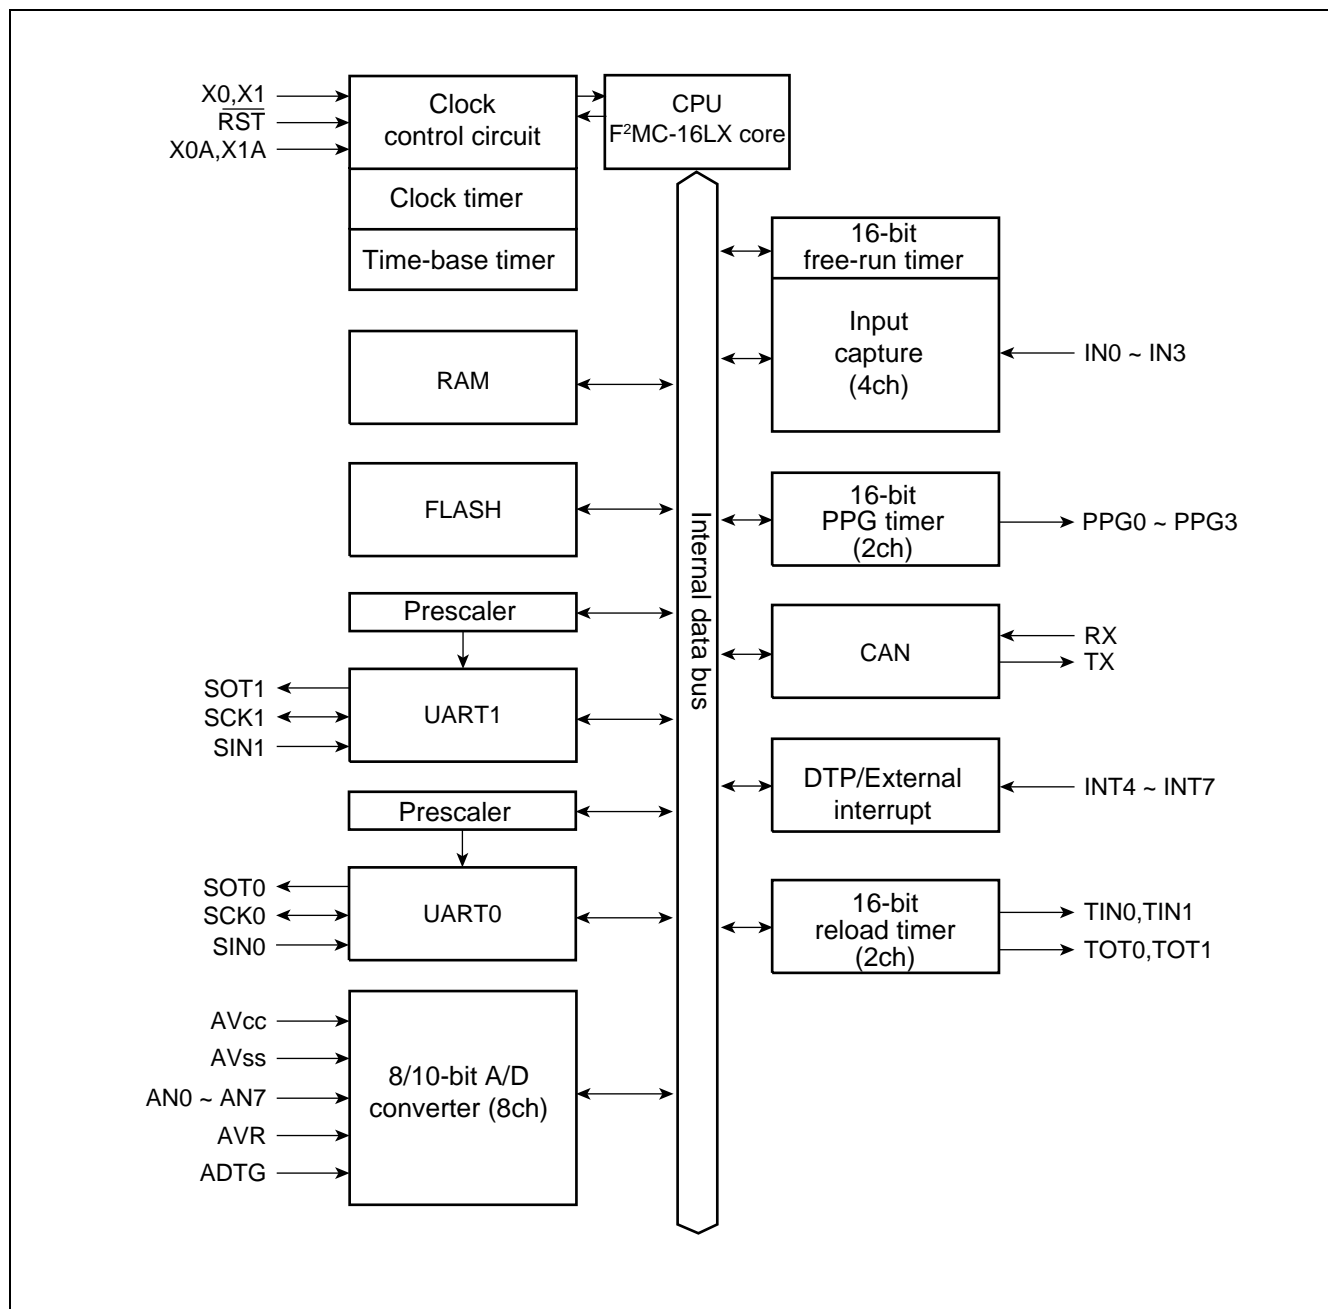 X0,X1
RST
X0A,X1A
Clock
control circuit
Clock timer
Time-base timer
CPU
F²MC-16LX core
RAM
FLASH
Prescaler
SOT1
SCK1
SIN1
UART1
Prescaler
SOT0
SCK0
SIN0
UART0
AVcc
AVss
AN0 ~ AN7
AVR
ADTG
8/10-bit A/D
converter (8ch)
Internal data bus
16-bit
free-run timer
Input
capture
(4ch)
IN0 ~ IN3
16-bit
PPG timer
(2ch)
PPG0 ~ PPG3
CAN
RX
TX
DTP/External
interrupt
INT4 ~ INT7
16-bit
reload timer
(2ch)
TIN0,TIN1
TOT0,TOT1